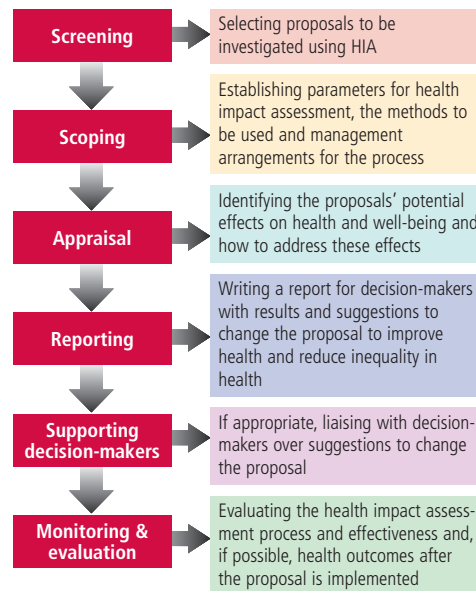 Screening
Selecting proposals to be
investigated using HIA
Scoping
Establishing parameters for health
impact assessment, the methods to
be used and management
arrangements for the process
Appraisal
Identifying the proposals' potential
effects on health and well-being and
how to address these effects
Reporting
Writing a report for decision-makers
with results and suggestions to
change the proposal to improve
health and reduce inequality in
health
Supporting
decision-makers
If appropriate, liaising with decision-
makers over suggestions to change
the proposal
Monitoring &
evaluation
Evaluating the health impact assess-
ment process and effectiveness and,
if possible, health outcomes after
the proposal is implemented